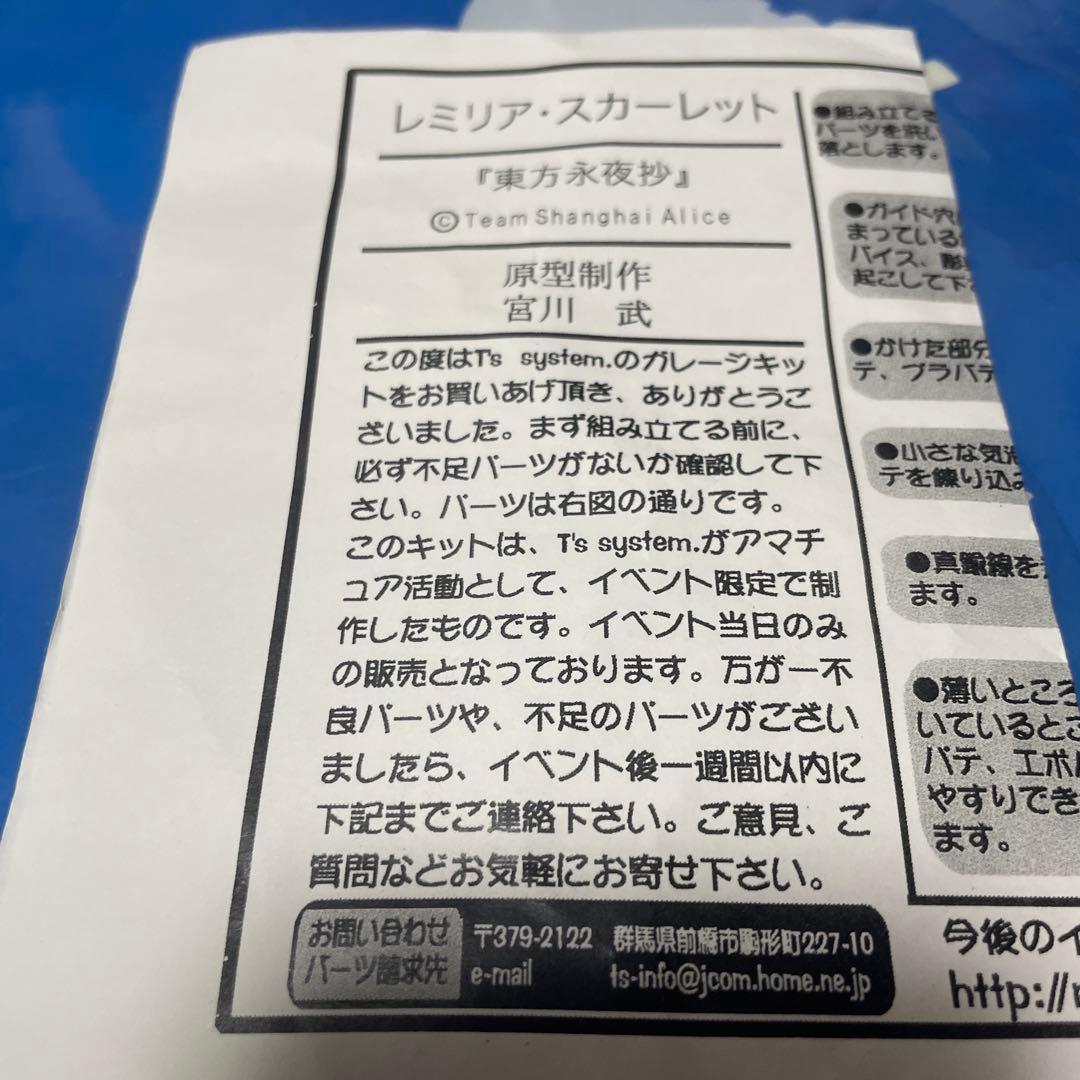 レミリア・スカーレット
『東方永夜抄』
©Team Shanghai Alice
原型制作
宮川 武
この度はT's system.のガレージキッ
トをお買いあげ頂き、ありがとうご
ざいました。まず組み立てる前に、
必ず不足パーツがないか確認して下
さい。パーツは右図の通りです。
このキットは、T's system.がアマチ
ュア活動として、イベント限定で制
作したものです。イベント当日のみ
の販売となっております。万が一不
良パーツや、不足のパーツがござい
ましたら、イベント後一週間以内に
下記までご連絡下さい。ご意見、ご
質問などお気軽にお寄せ下さい。
お問い合わせ
パーツ請求先
〒379-2122 群馬県前橋市駒形町227-10
e-mail ts-info@jcom.home.ne.jp
●組み立て
パーツを洗い
落とします。
●ガイド穴
まっている
バイス、彫
起こして下
●かけた部分
テ、プラパテ
●小さな気泡
テを練り込み
●真鍮線を
ます。
●薄いところ
いているとこ
パテ、エポ
やすりでき
ます。
今後のイ
http://